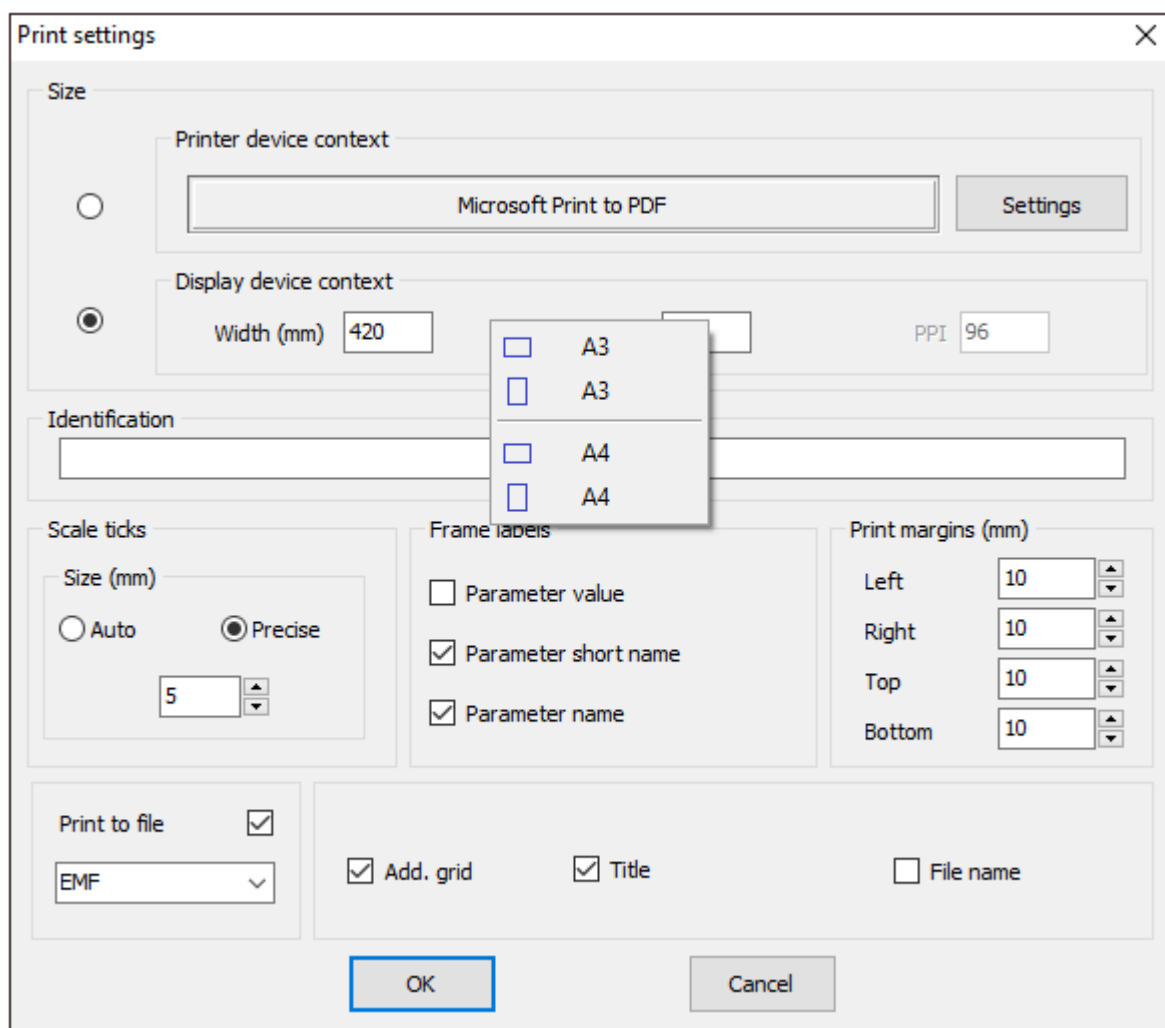 Print settings
Size
Printer device context
Microsoft Print to PDF
Settings
Display device context
Width (mm) 420
PPI 96
A3
A3
A4
A4
Identification
Scale ticks
Size (mm)
Auto
Precise
5
Frame labels
Parameter value
Parameter short name
Parameter name
Print margins (mm)
Left 10
Right 10
Top 10
Bottom 10
Print to file
EMF
Add. grid
Title
File name
OK
Cancel